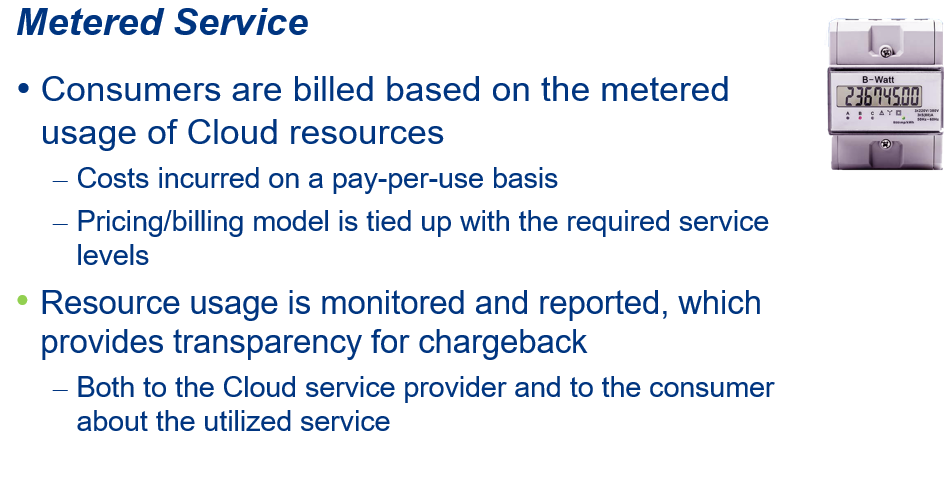 Metered Service
• Consumers are billed based on the metered
usage of Cloud resources
– Costs incurred on a pay-per-use basis
– Pricing/billing model is tied up with the required service
levels
• Resource usage is monitored and reported, which
provides transparency for chargeback
– Both to the Cloud service provider and to the consumer
about the utilized service
B-Watt
236745.00
A B C